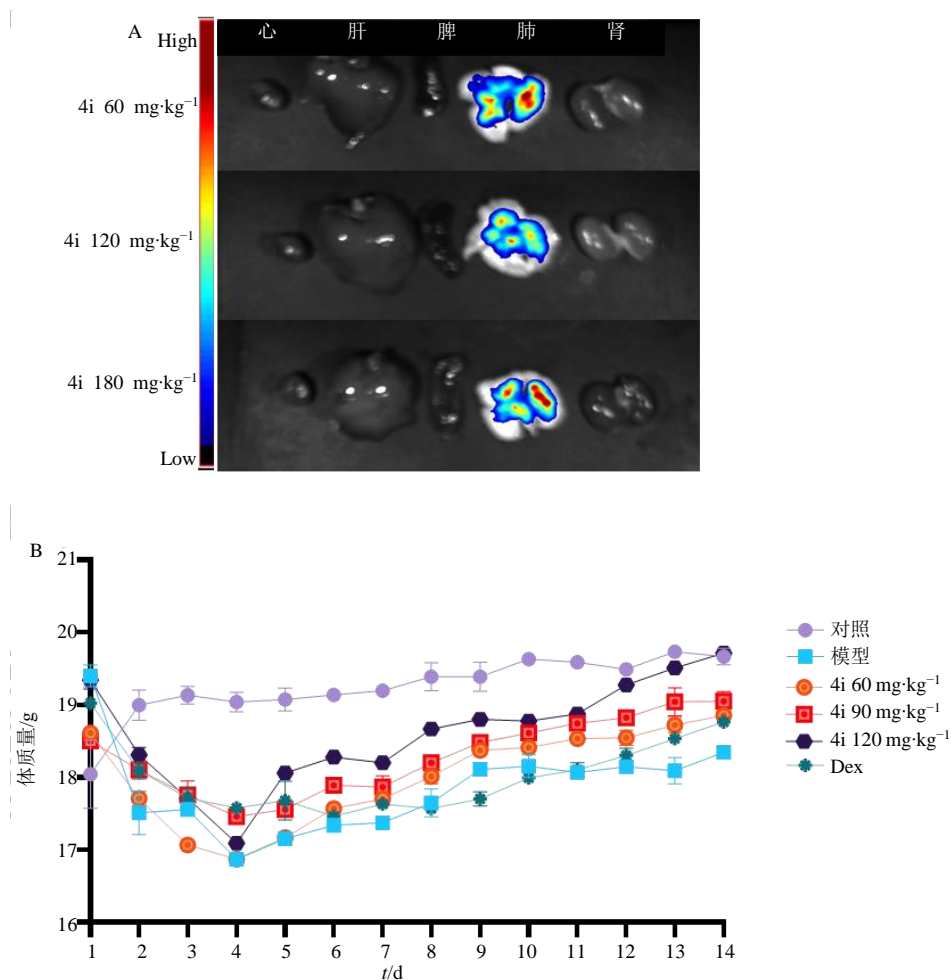 A
心 肝 脾 肺 肾
High
4i 60 mg·kg⁻¹
4i 120 mg·kg⁻¹
4i 180 mg·kg⁻¹
Low
B
体质量/g
21
20
19
18
17
16
1 2 3 4 5 6 7 8 9 10 11 12 13 14
t/d
对照
模型
4i 60 mg·kg⁻¹
4i 90 mg·kg⁻¹
4i 120 mg·kg⁻¹
Dex